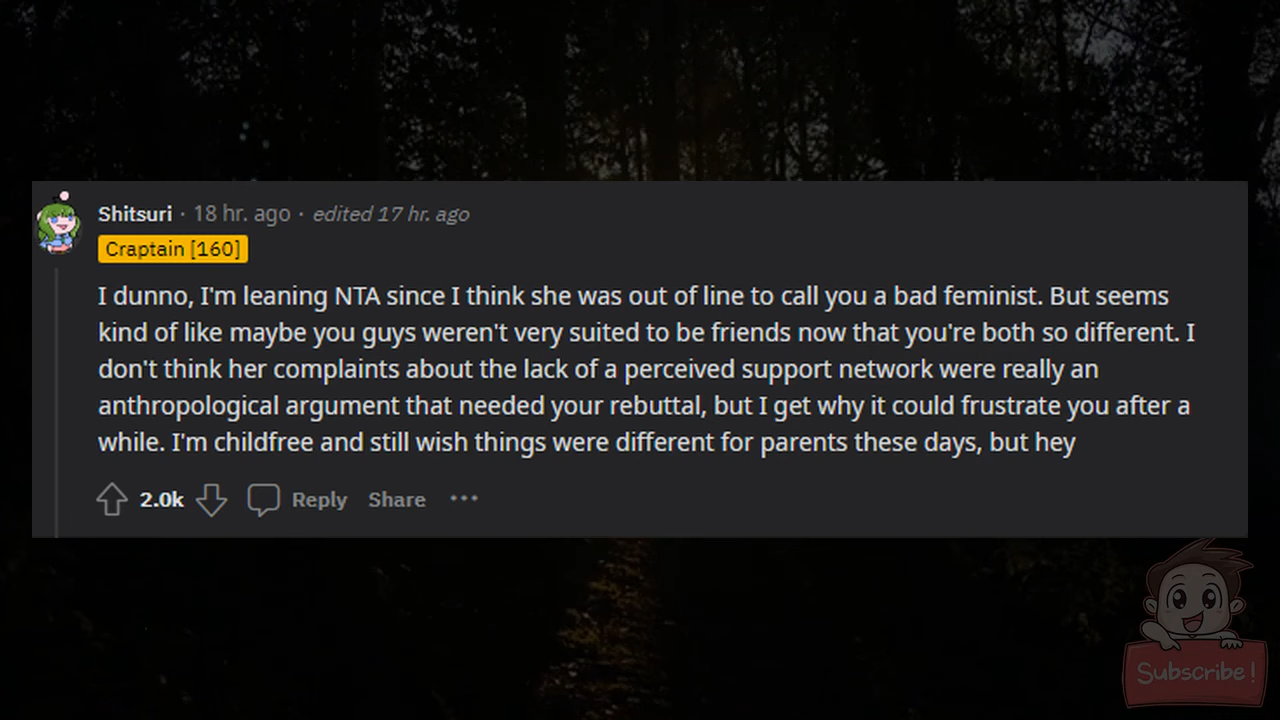 Shitsuri · 18 hr. ago · edited 17 hr. ago
Craptain [160]
I dunno, I'm leaning NTA since I think she was out of line to call you a bad feminist. But seems
kind of like maybe you guys weren't very suited to be friends now that you're both so different. I
don't think her complaints about the lack of a perceived support network were really an
anthropological argument that needed your rebuttal, but I get why it could frustrate you after a
while. I'm childfree and still wish things were different for parents these days, but hey
2.0k Reply Share ···
Subscribe!